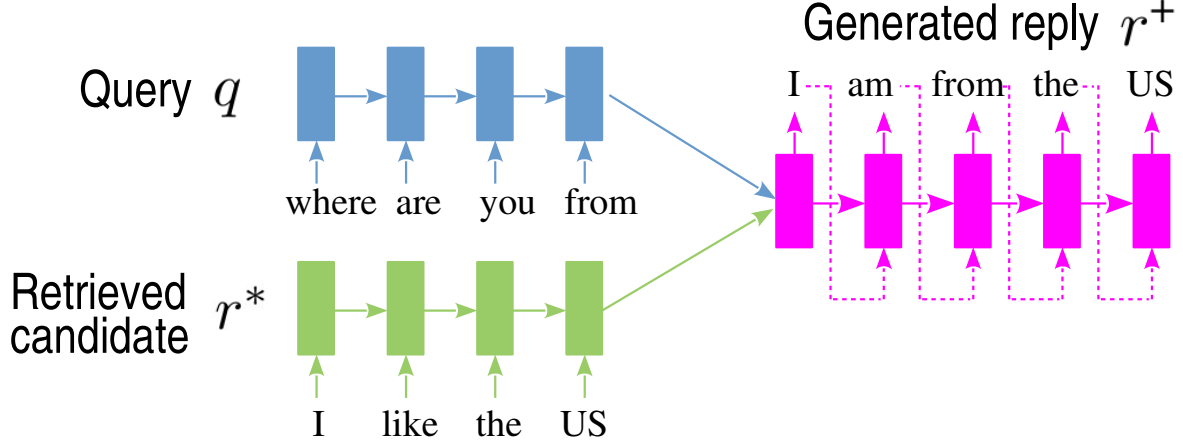 Generated reply r⁺
Query q
I am from the US
where are you from
Retrieved
candidate r*
I like the US